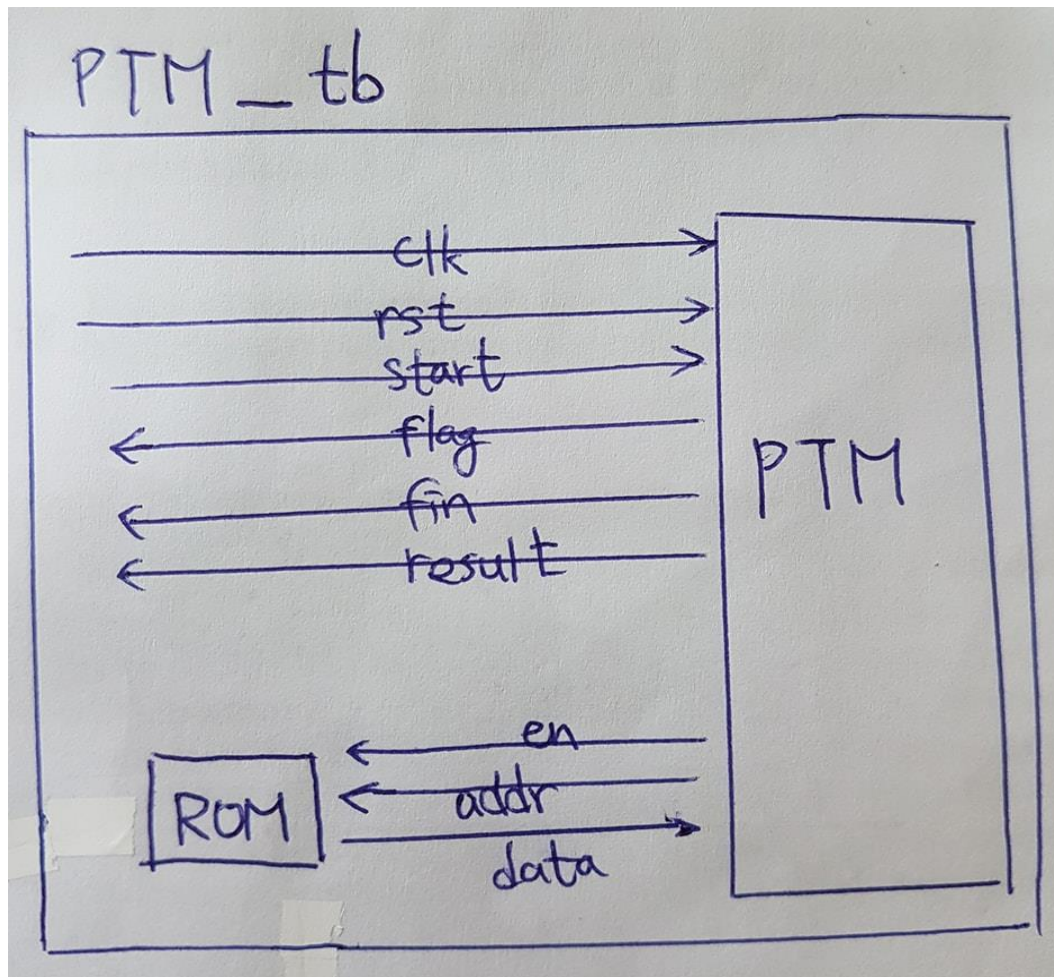 PTM_tb
clk
rst
start
flag
fin
result
PTM
en
addr
data
ROM